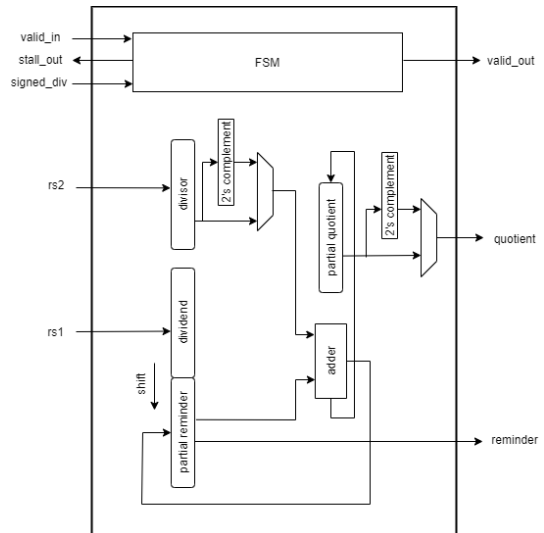 valid_in
stall_out
signed_div
FSM
valid_out
rs2
divisor
2's complement
partial quotient
2's complement
quotient
rs1
dividend
shift
partial reminder
adder
reminder